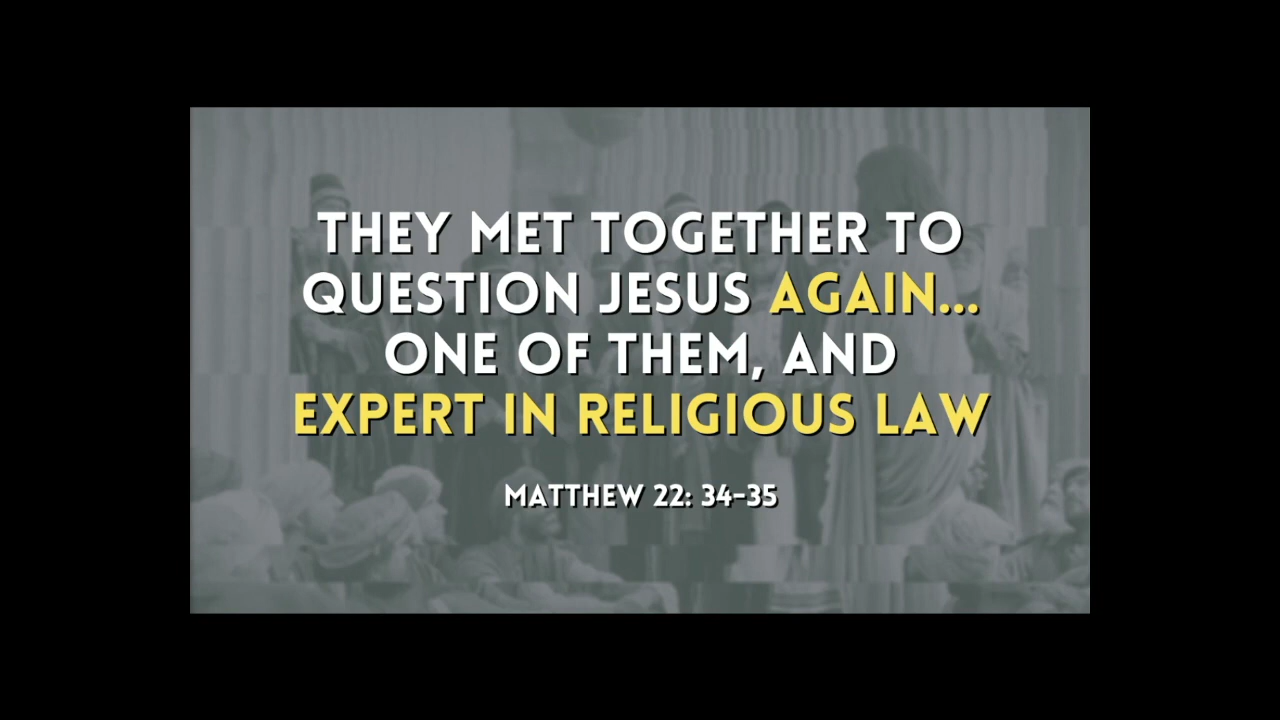 THEY MET TOGETHER TO
QUESTION JESUS AGAIN...
ONE OF THEM, AND
EXPERT IN RELIGIOUS LAW
MATTHEW 22: 34-35